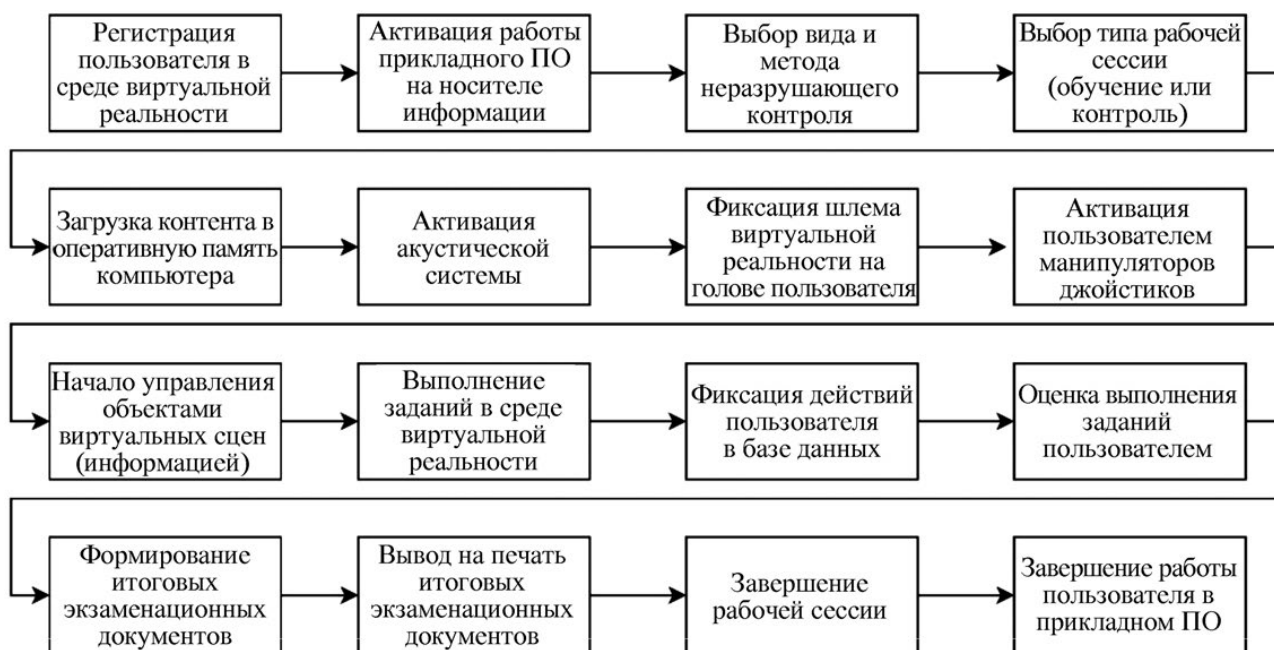 Регистрация
пользователя в
среде виртуальной
реальности
Активация работы
прикладного ПО
на носителе
информации
Выбор вида и
метода
неразрушающего
контроля
Выбор типа рабочей
сессии
(обучение или
контроль)
Загрузка контента в
оперативную память
компьютера
Активация
акустической
системы
Фиксация шлема
виртуальной
реальности на
голове пользователя
Активация
пользователем
манипуляторов
джойстиков
Начало управления
объектами
виртуальных сцен
(информацией)
Выполнение
заданий в среде
виртуальной
реальности
Фиксация действий
пользователя
в базе данных
Оценка выполнения
заданий
пользователем
Формирование
итоговых
экзаменационных
документов
Вывод на печать
итоговых
экзаменационных
документов
Завершение
рабочей сессии
Завершение работы
пользователя в
прикладном ПО